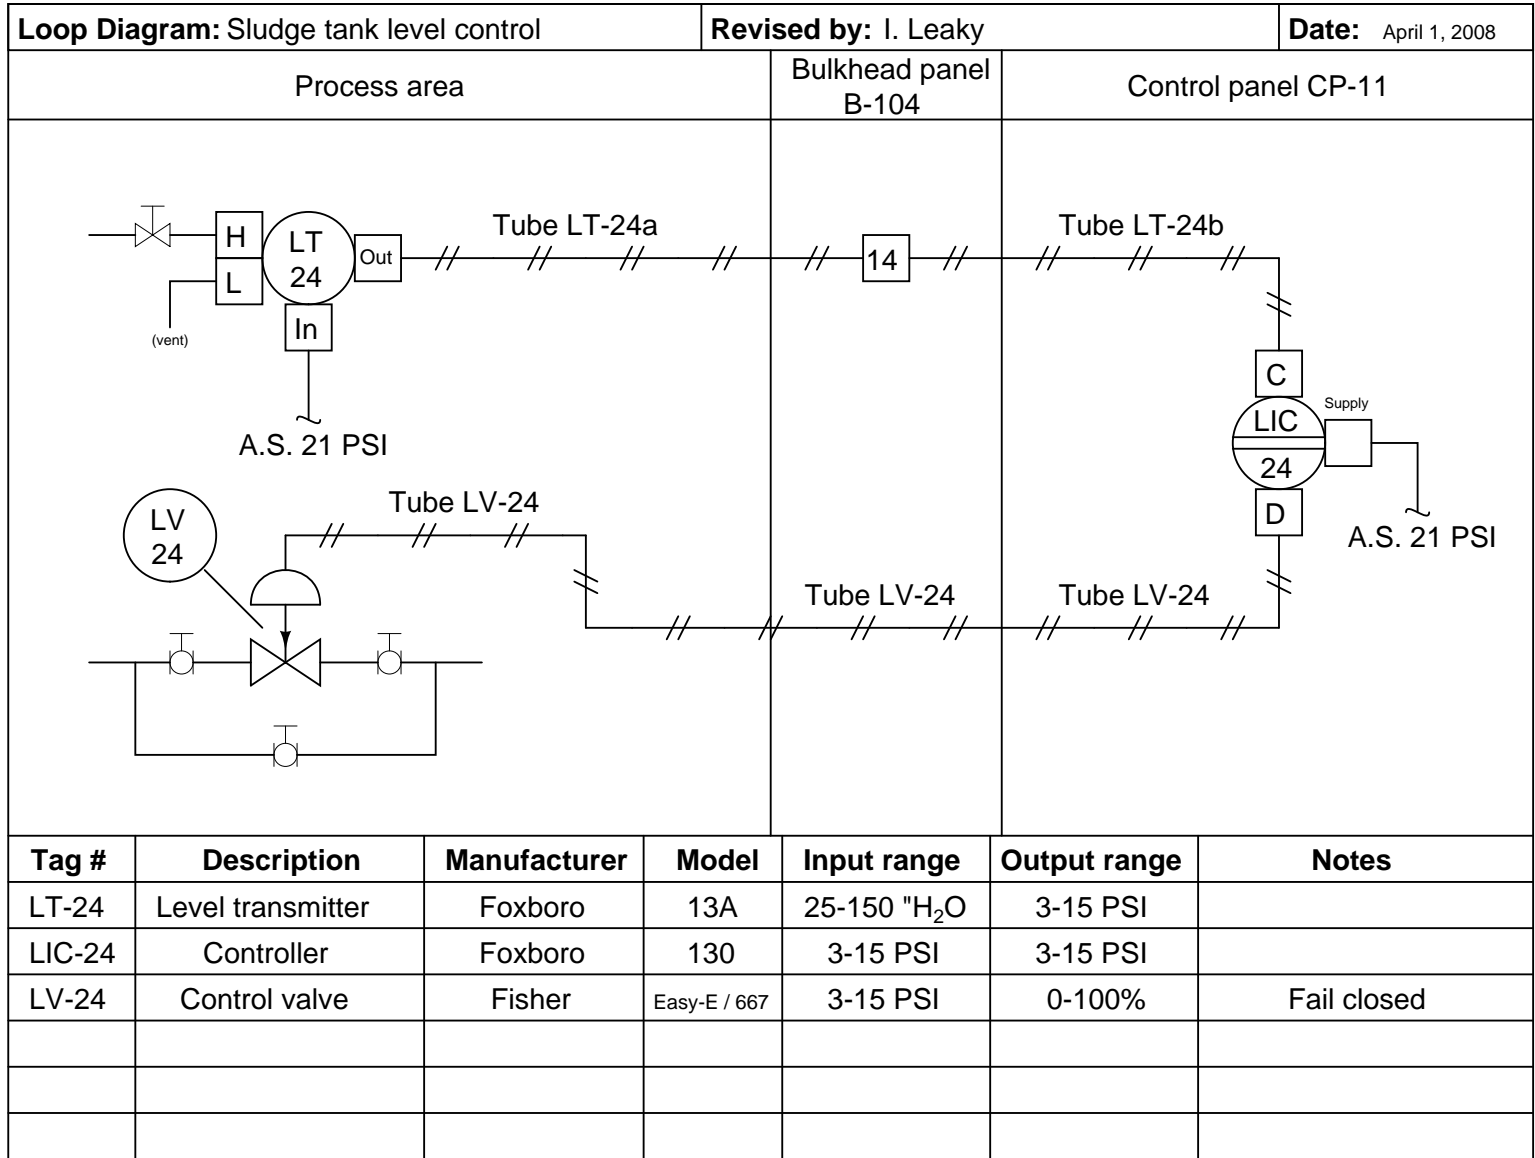 Loop Diagram: Sludge tank level control Revised by: I. Leaky Date: April 1, 2008
Process area
Bulkhead panel
B-104
Control panel CP-11
H
L
LT
24
Out
In
(vent)
A.S. 21 PSI
Tube LT-24a
14
Tube LT-24b
C
LIC
24
D
Supply
A.S. 21 PSI
LV
24
Tube LV-24
Tube LV-24
Tube LV-24
Tag # Description Manufacturer Model Input range Output range Notes
LT-24 Level transmitter Foxboro 13A 25-150 "H₂O 3-15 PSI
LIC-24 Controller Foxboro 130 3-15 PSI 3-15 PSI
LV-24 Control valve Fisher Easy-E / 667 3-15 PSI 0-100% Fail closed